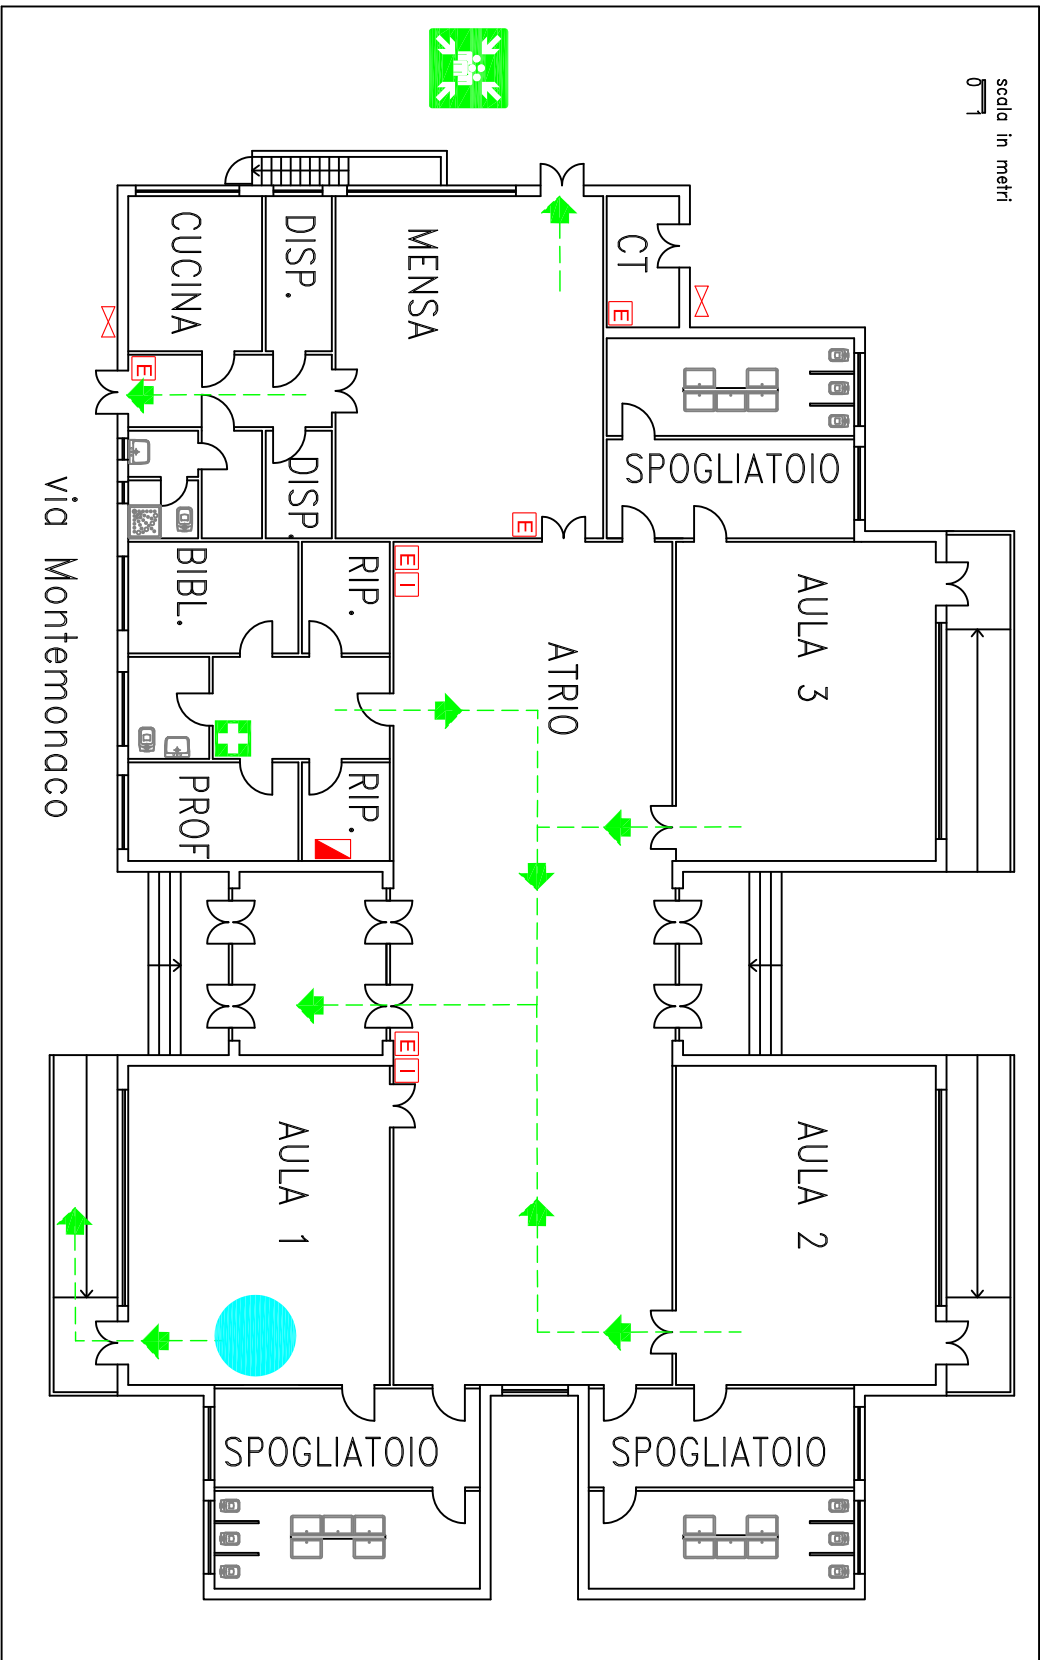 scala in metri
0 1
CT
E
MENSA
DISP.
CUCINA
E
SPOGLIATOIO
E
DISP.
AULA 3
ATRIO
E I
RIP.
BIBL.
RIP.
PROF
via Montemonaco
E I
AULA 2
AULA 1
SPOGLIATOIO
SPOGLIATOIO